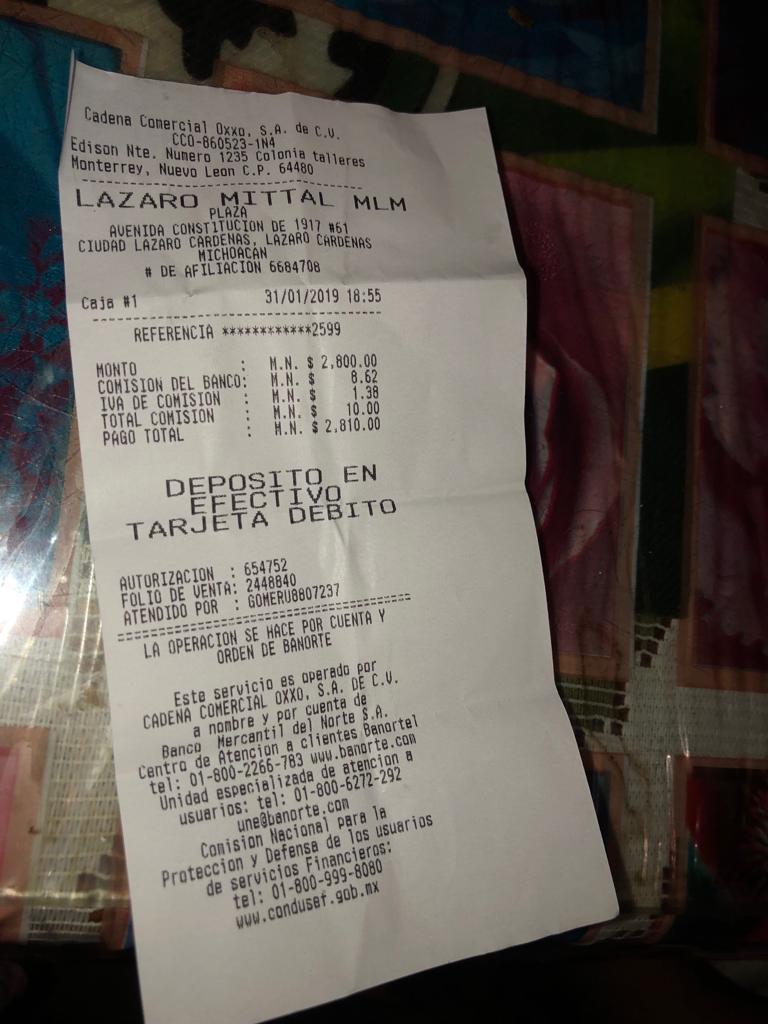 Cadena Comercial Oxxo, S.A. de C.V.
CCO-860523-1N4
Edison Nte. Numero 1235 Colonia talleres
Monterrey, Nuevo Leon C.P. 64480
LAZARO MITTAL MLM
PLAZA
AVENIDA CONSTITUCION DE 1917 #61
CIUDAD LAZARO CARDENAS, LAZARO CARDENAS
MICHOACAN
# DE AFILIACION 6684708
Caja #1 31/01/2019 18:55
REFERENCIA ************2599
MONTO : M.N. $ 2,800.00
COMISION DEL BANCO: M.N. $ 8.62
IVA DE COMISION : M.N. $ 1.38
TOTAL COMISION : M.N. $ 10.00
PAGO TOTAL : M.N. $ 2,810.00
DEPOSITO EN
EFECTIVO
TARJETA DEBITO
AUTORIZACION : 654752
FOLIO DE VENTA: 2448840
ATENDIDO POR : GOMERU8807237
LA OPERACION SE HACE POR CUENTA Y
ORDEN DE BANORTE
Este servicio es operado por
CADENA COMERCIAL OXXO, S.A. DE C.V.
a nombre y por cuenta de
Banco Mercantil del Norte S.A.
Centro de Atencion a clientes Banortel
tel: 01-800-2266-783 www.banorte.com
Unidad especializada de atencion a
usuarios: tel: 01-800-6272-292
une@banorte.com
Comision Nacional para la
Proteccion y Defensa de los usuarios
de servicios Financieros:
tel: 01-800-999-8080
www.condusef.gob.mx